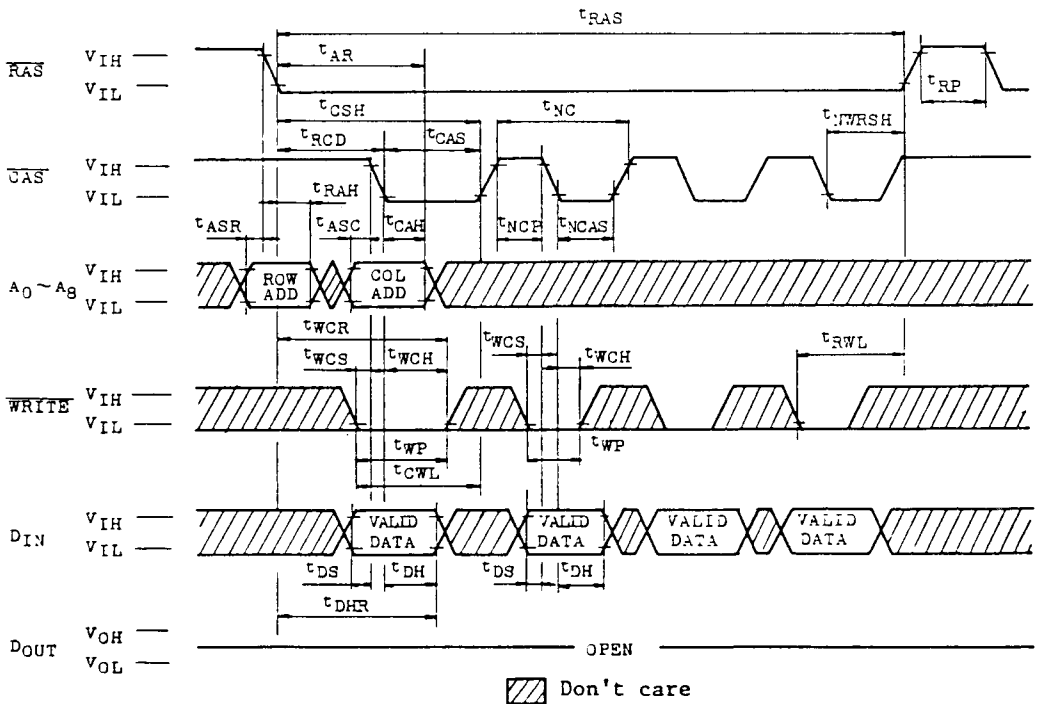 tRAS
RAS VIH
VIL
tAR
tRP
tCSH
tNC
tNWRSH
tRCD
tCAS
CAS VIH
VIL
tRAH
tASR
tASC
tCAH
tNCP
tNCAS
A0~A8 VIH
VIL
ROW ADD
COL ADD
tWCR
tWCS
tWCH
tWCS
tWCH
tRWL
WRITE VIH
VIL
tWP
tWP
tCWL
DIN VIH
VIL
VALID DATA
VALID DATA
VALID DATA
VALID DATA
tDS
tDH
tDS
tDH
tDHR
DOUT VOH
VOL
OPEN
Don't care